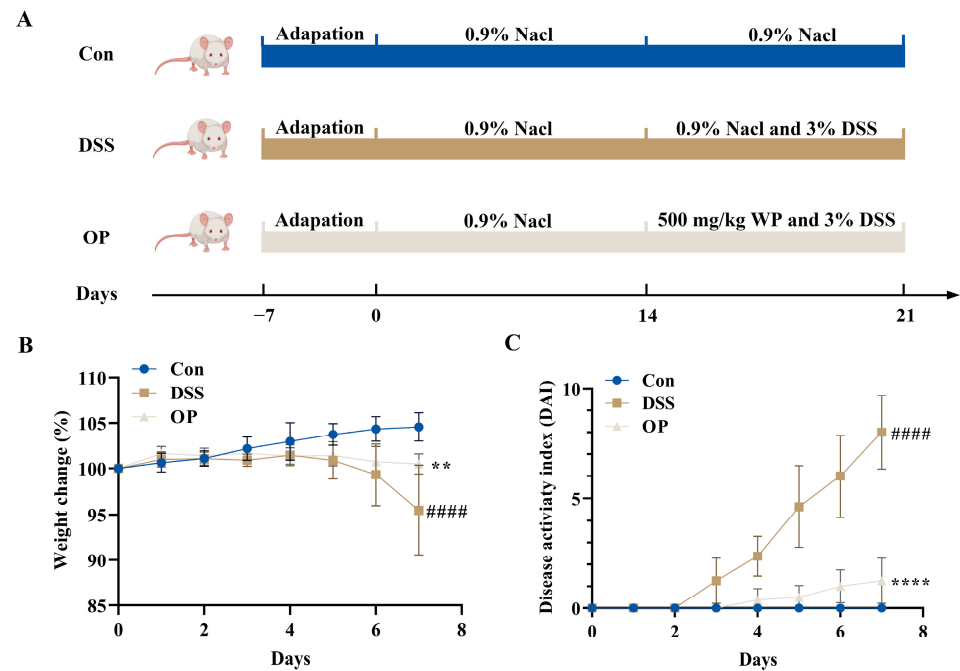 A
Adapation 0.9% Nacl 0.9% Nacl
Con
Adapation 0.9% Nacl 0.9% Nacl and 3% DSS
DSS
Adapation 0.9% Nacl 500 mg/kg WP and 3% DSS
OP
Days
−7 0 14 21
B
Con
DSS
OP
110
105
100
95
90
85
Weight change (%)
**
####
0 2 4 6 8
Days
C
Con
DSS
OP
10
5
0
Disease activiaty index (DAI)
####
****
0 2 4 6 8
Days